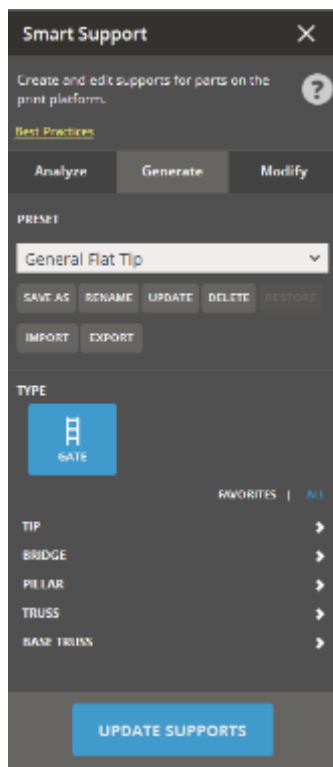 Smart Support
Create and edit supports for parts on the
print platform.
?
Best Practices
Analyze Generate Modify
PRESET
General Flat Tip
SAVE AS RENAME UPDATE DELETE RESTORE
IMPORT EXPORT
TYPE
GATE
FAVORITES | ALL
TIP
BRIDGE
PILLAR
TRUSS
BASE TRUSS
UPDATE SUPPORTS